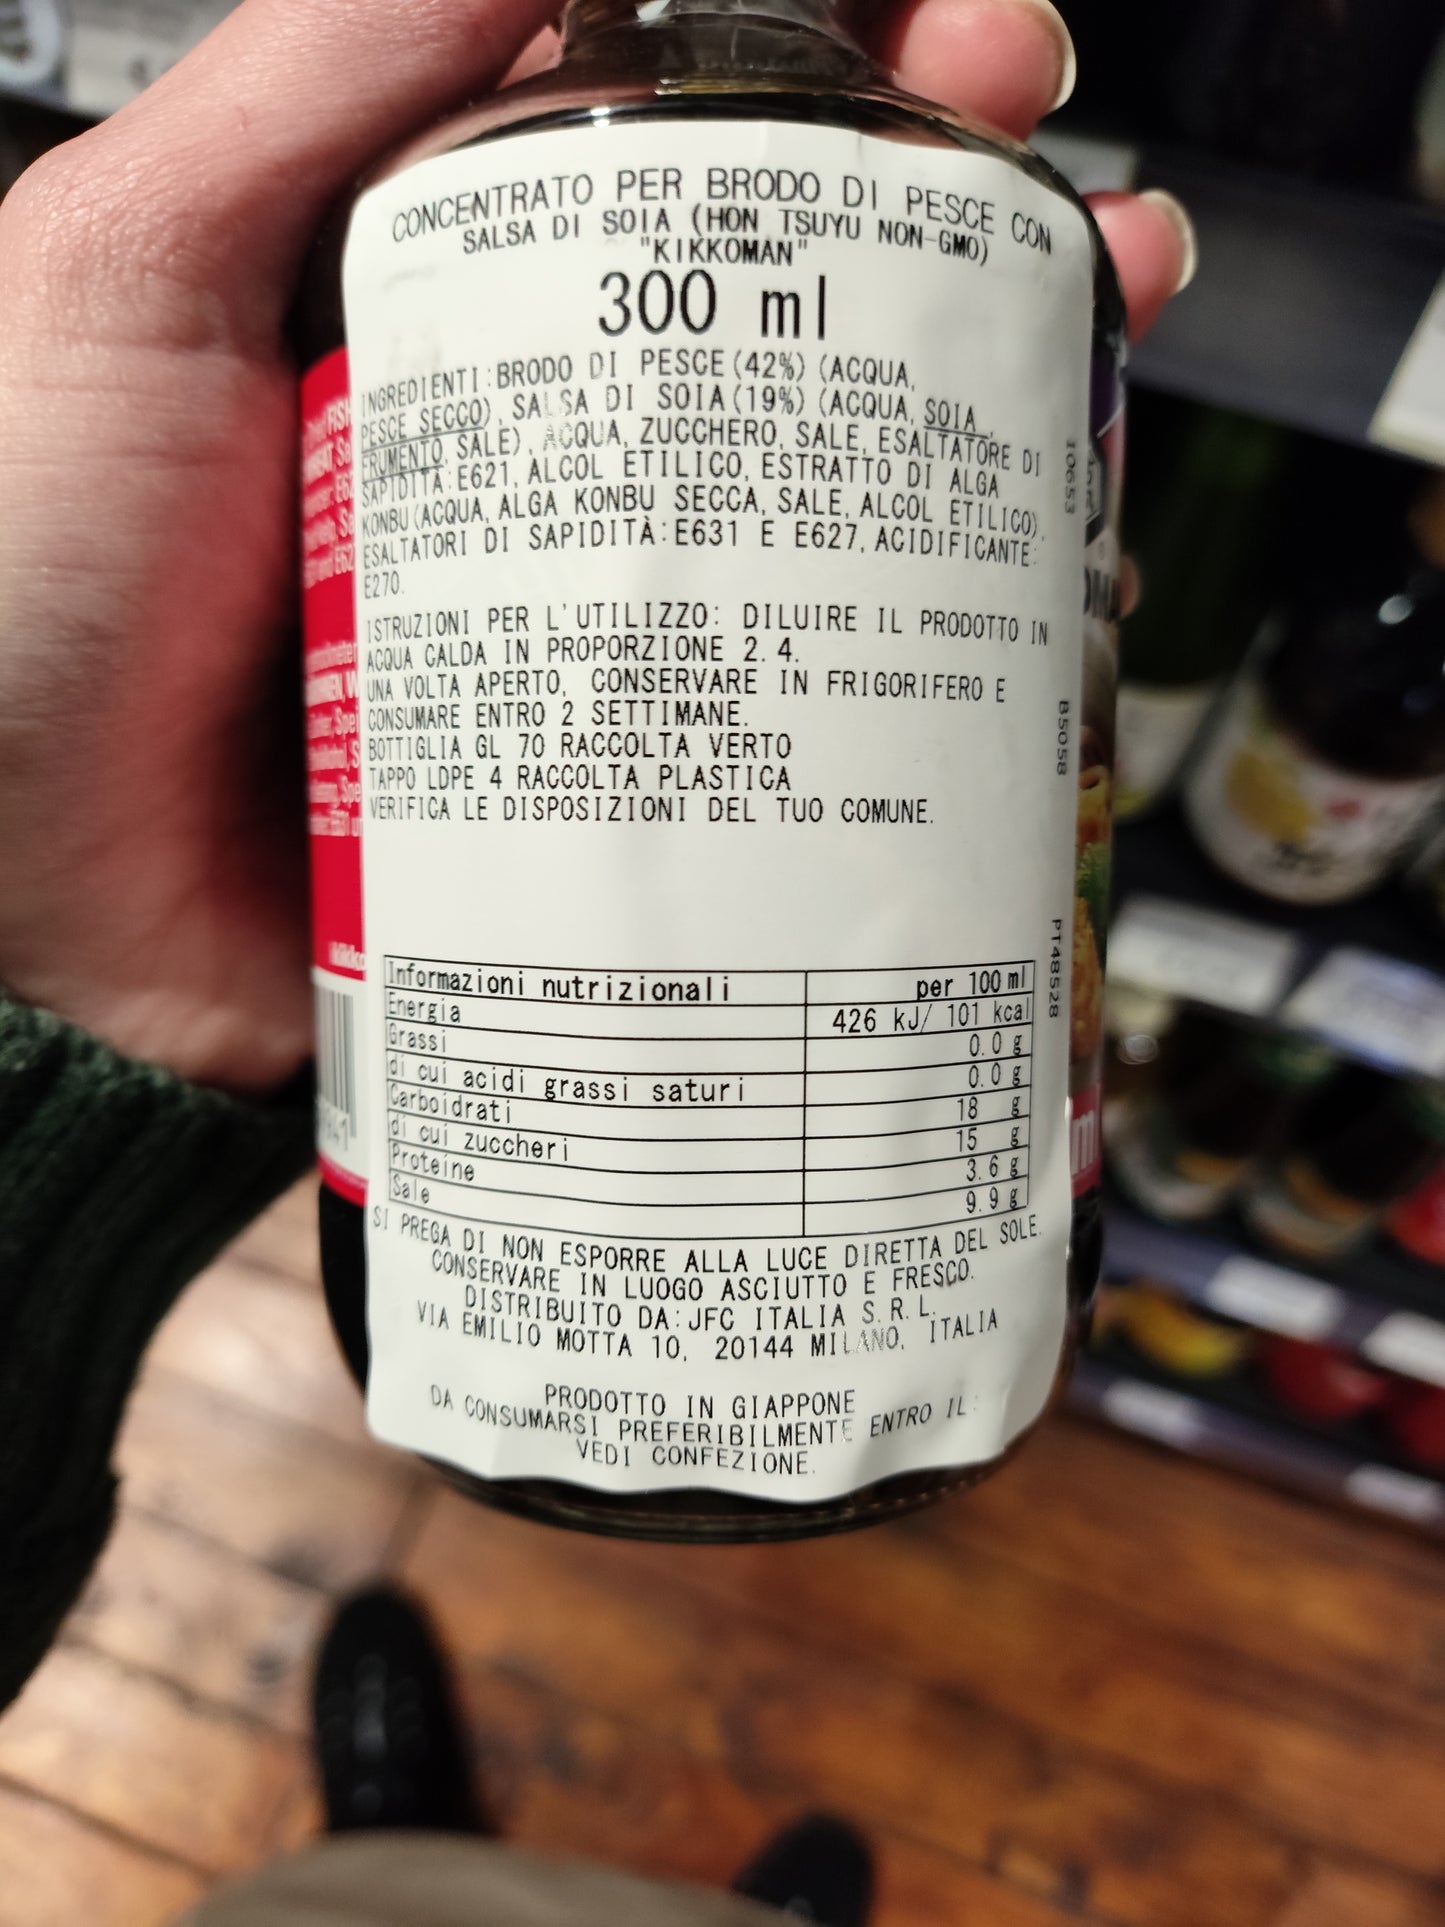 CONCENTRATO PER BRODO DI PESCE CON
SALSA DI SOIA (HON TSUYU NON-GMO)
"KIKKOMAN"
300 ml
INGREDIENTI:BRODO DI PESCE(42%) (ACQUA,
PESCE SECCO), SALSA DI SOIA(19%) (ACQUA, SOIA,
FRUMENTO, SALE), ACQUA, ZUCCHERO, SALE, ESALTATORE DI
SAPIDITÀ:E621, ALCOL ETILICO, ESTRATTO DI ALGA
KONBU(ACQUA, ALGA KONBU SECCA, SALE, ALCOL ETILICO),
ESALTATORI DI SAPIDITÀ:E631 E E627, ACIDIFICANTE:
E270.
ISTRUZIONI PER L'UTILIZZO: DILUIRE IL PRODOTTO IN
ACQUA CALDA IN PROPORZIONE 2.4.
UNA VOLTA APERTO, CONSERVARE IN FRIGORIFERO E
CONSUMARE ENTRO 2 SETTIMANE.
BOTTIGLIA GL 70 RACCOLTA VERTO
TAPPO LDPE 4 RACCOLTA PLASTICA
VERIFICA LE DISPOSIZIONI DEL TUO COMUNE.
Informazioni nutrizionali per 100 ml
Energia 426 kJ/ 101 kcal
Grassi 0.0 g
di cui acidi grassi saturi 0.0 g
Carboidrati 18 g
di cui zuccheri 15 g
Proteine 3.6 g
Sale 9.9 g
SI PREGA DI NON ESPORRE ALLA LUCE DIRETTA DEL SOLE.
CONSERVARE IN LUOGO ASCIUTTO E FRESCO.
DISTRIBUITO DA:JFC ITALIA S.R.L.
VIA EMILIO MOTTA 10, 20144 MILANO, ITALIA
PRODOTTO IN GIAPPONE
DA CONSUMARSI PREFERIBILMENTE ENTRO IL:
VEDI CONFEZIONE.
10653
B5058
PT48528